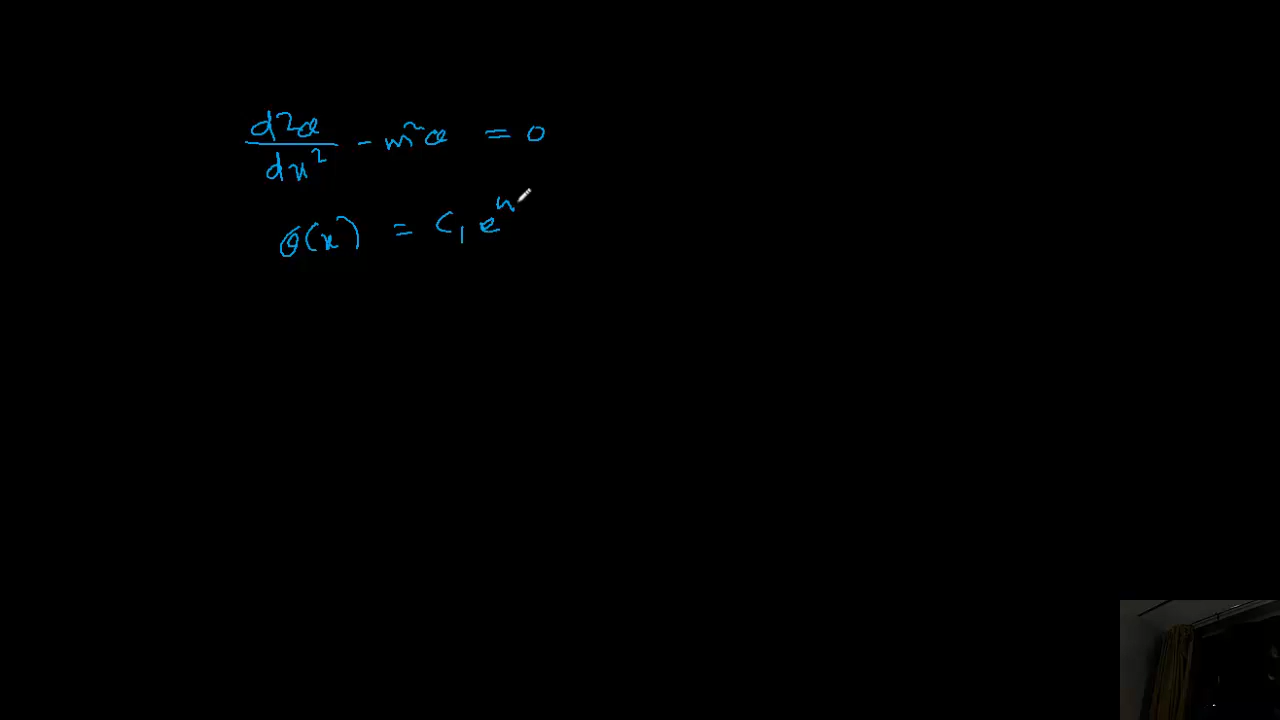 d²θ/dx² - m²θ = 0
θ(x) = C₁ e